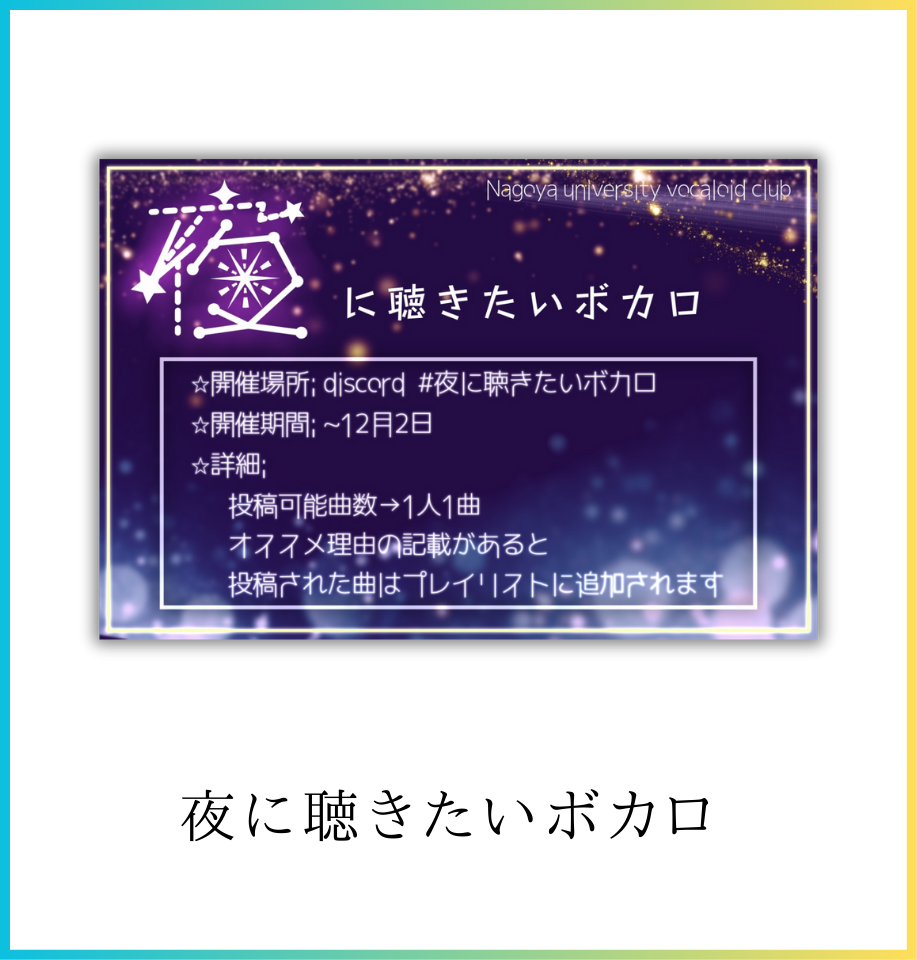 Nagoya university vocaloid club
夜に聴きたいボカロ
☆開催場所; discord #夜に聴きたいボカロ
☆開催期間; ~12月2日
☆詳細;
投稿可能曲数→1人1曲
オススメ理由の記載があると
投稿された曲はプレイリストに追加されます
夜に聴きたいボカロ